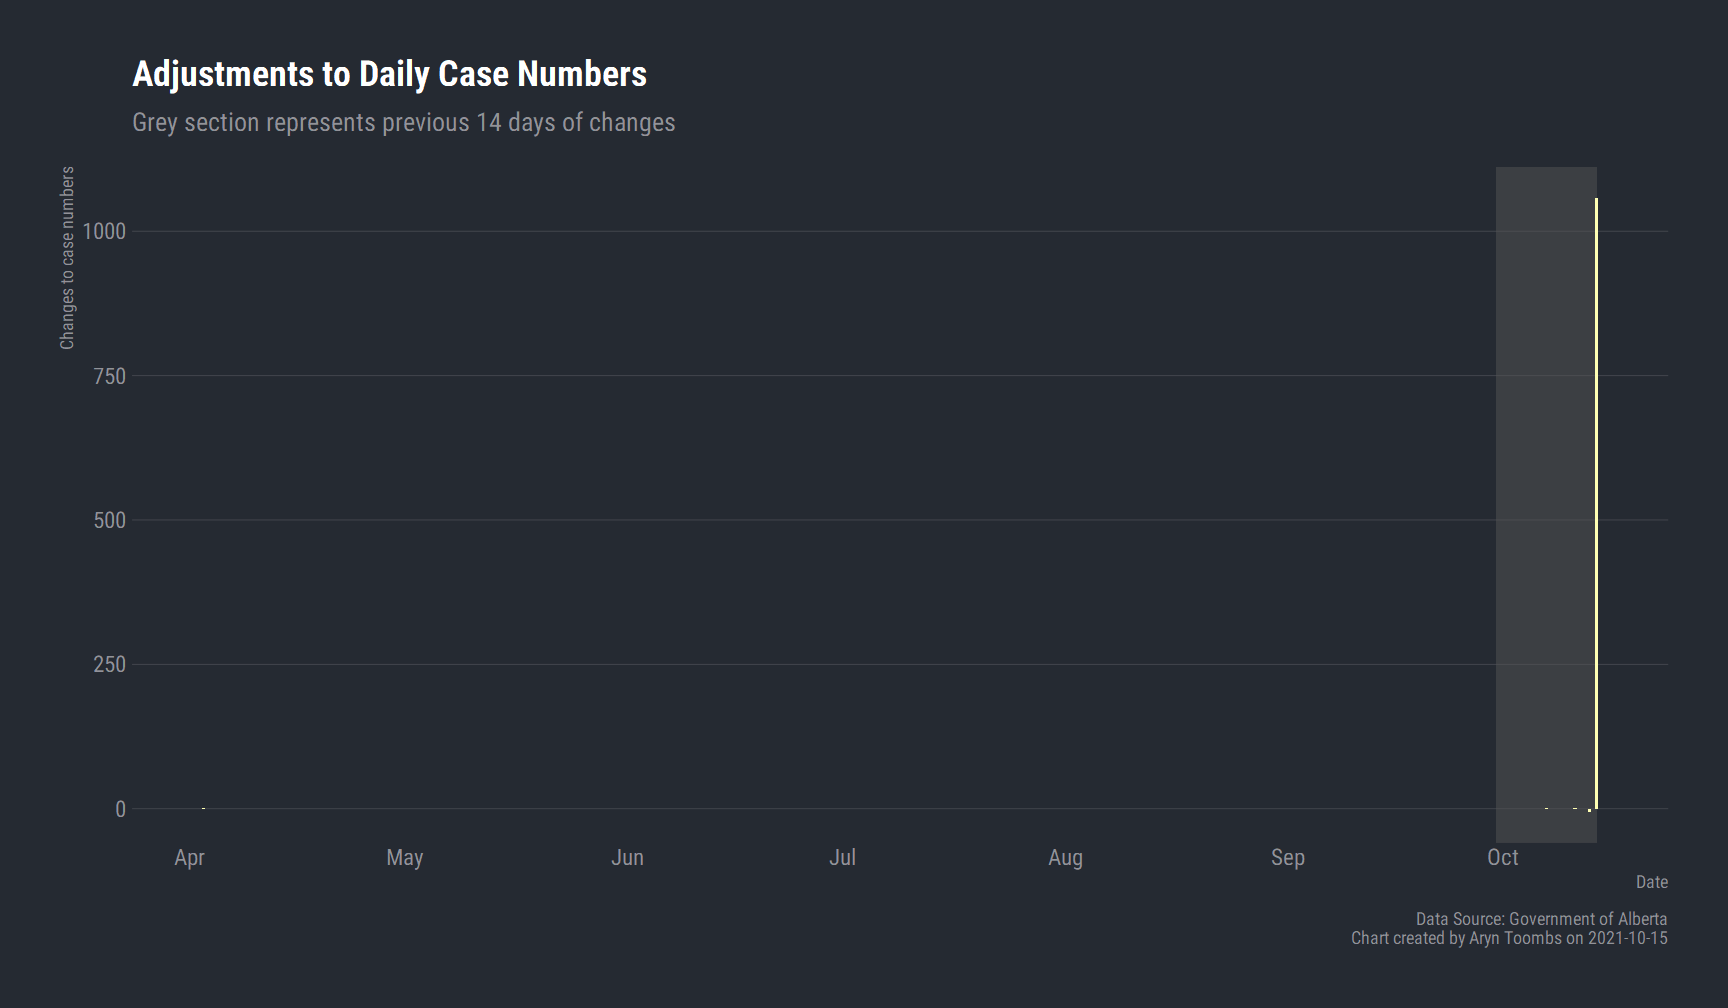 Adjustments to Daily Case Numbers
Grey section represents previous 14 days of changes
Changes to case numbers
1000
750
500
250
0
Apr May Jun Jul Aug Sep Oct
Date
Data Source: Government of Alberta
Chart created by Aryn Toombs on 2021-10-15